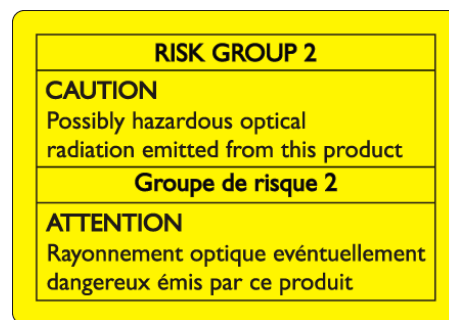 RISK GROUP 2
CAUTION
Possibly hazardous optical
radiation emitted from this product
Groupe de risque 2
ATTENTION
Rayonnement optique evéntuellement
dangereux émis par ce produit